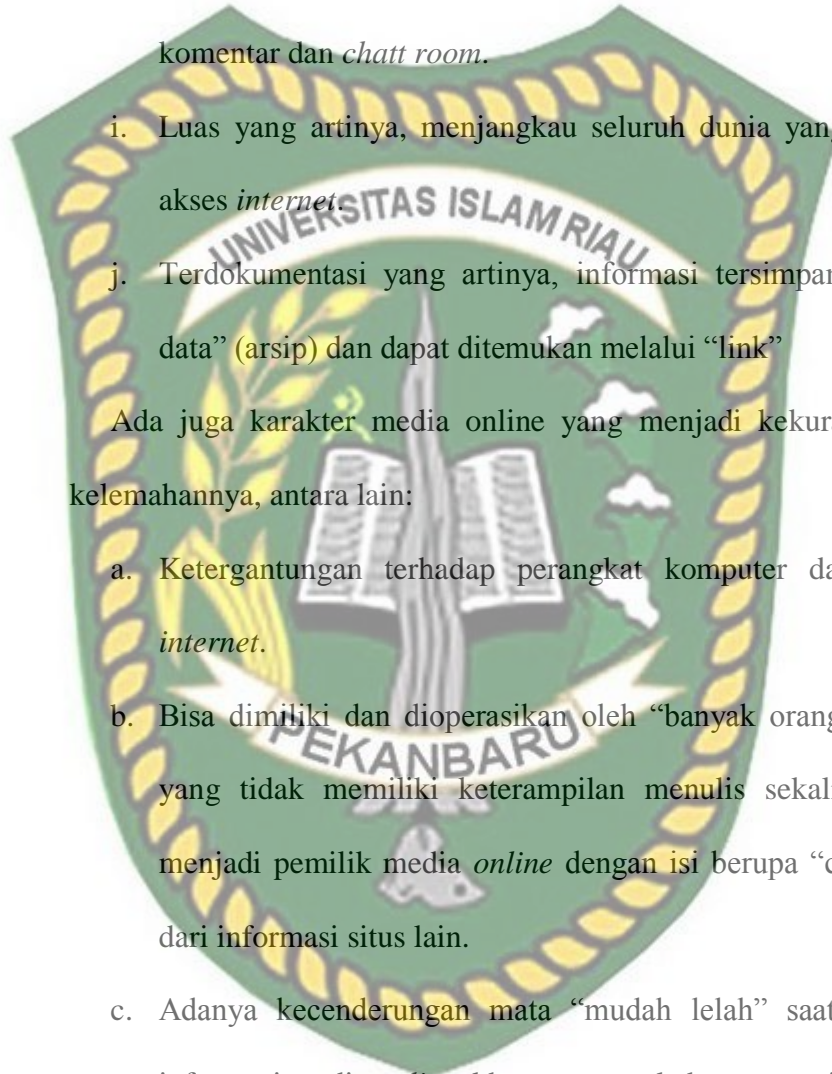 komentar dan chatt room.
i. Luas yang artinya, menjangkau seluruh dunia yang
akses internet.
UNIVERSITAS ISLAM RIAU
j. Terdokumentasi yang artinya, informasi tersimpan
data” (arsip) dan dapat ditemukan melalui “link”
Ada juga karakter media online yang menjadi kekura
kelemahannya, antara lain:
a. Ketergantungan terhadap perangkat komputer da
internet.
b. Bisa dimiliki dan dioperasikan oleh “banyak orang
PEKANBARU
yang tidak memiliki keterampilan menulis sekali
menjadi pemilik media online dengan isi berupa “c
dari informasi situs lain.
c. Adanya kecenderungan mata “mudah lelah” saat